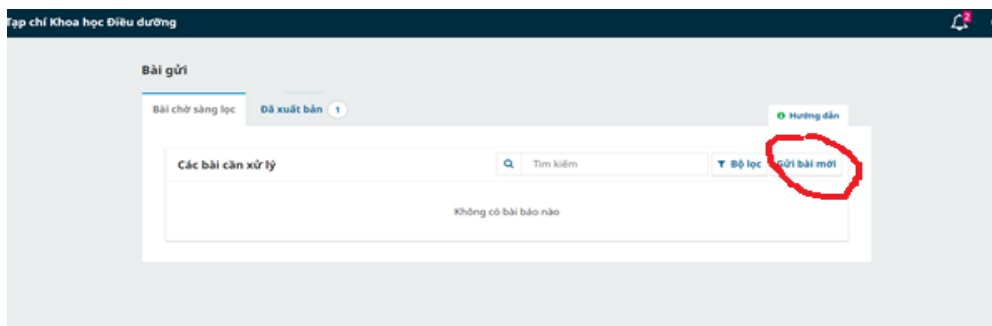 Tạp chí Khoa học Điều dưỡng
2
Bài gửi
Bài chờ sàng lọc
Đã xuất bản 1
Hướng dẫn
Các bài cần xử lý
Tìm kiếm
Bộ lọc
Gửi bài mới
Không có bài báo nào